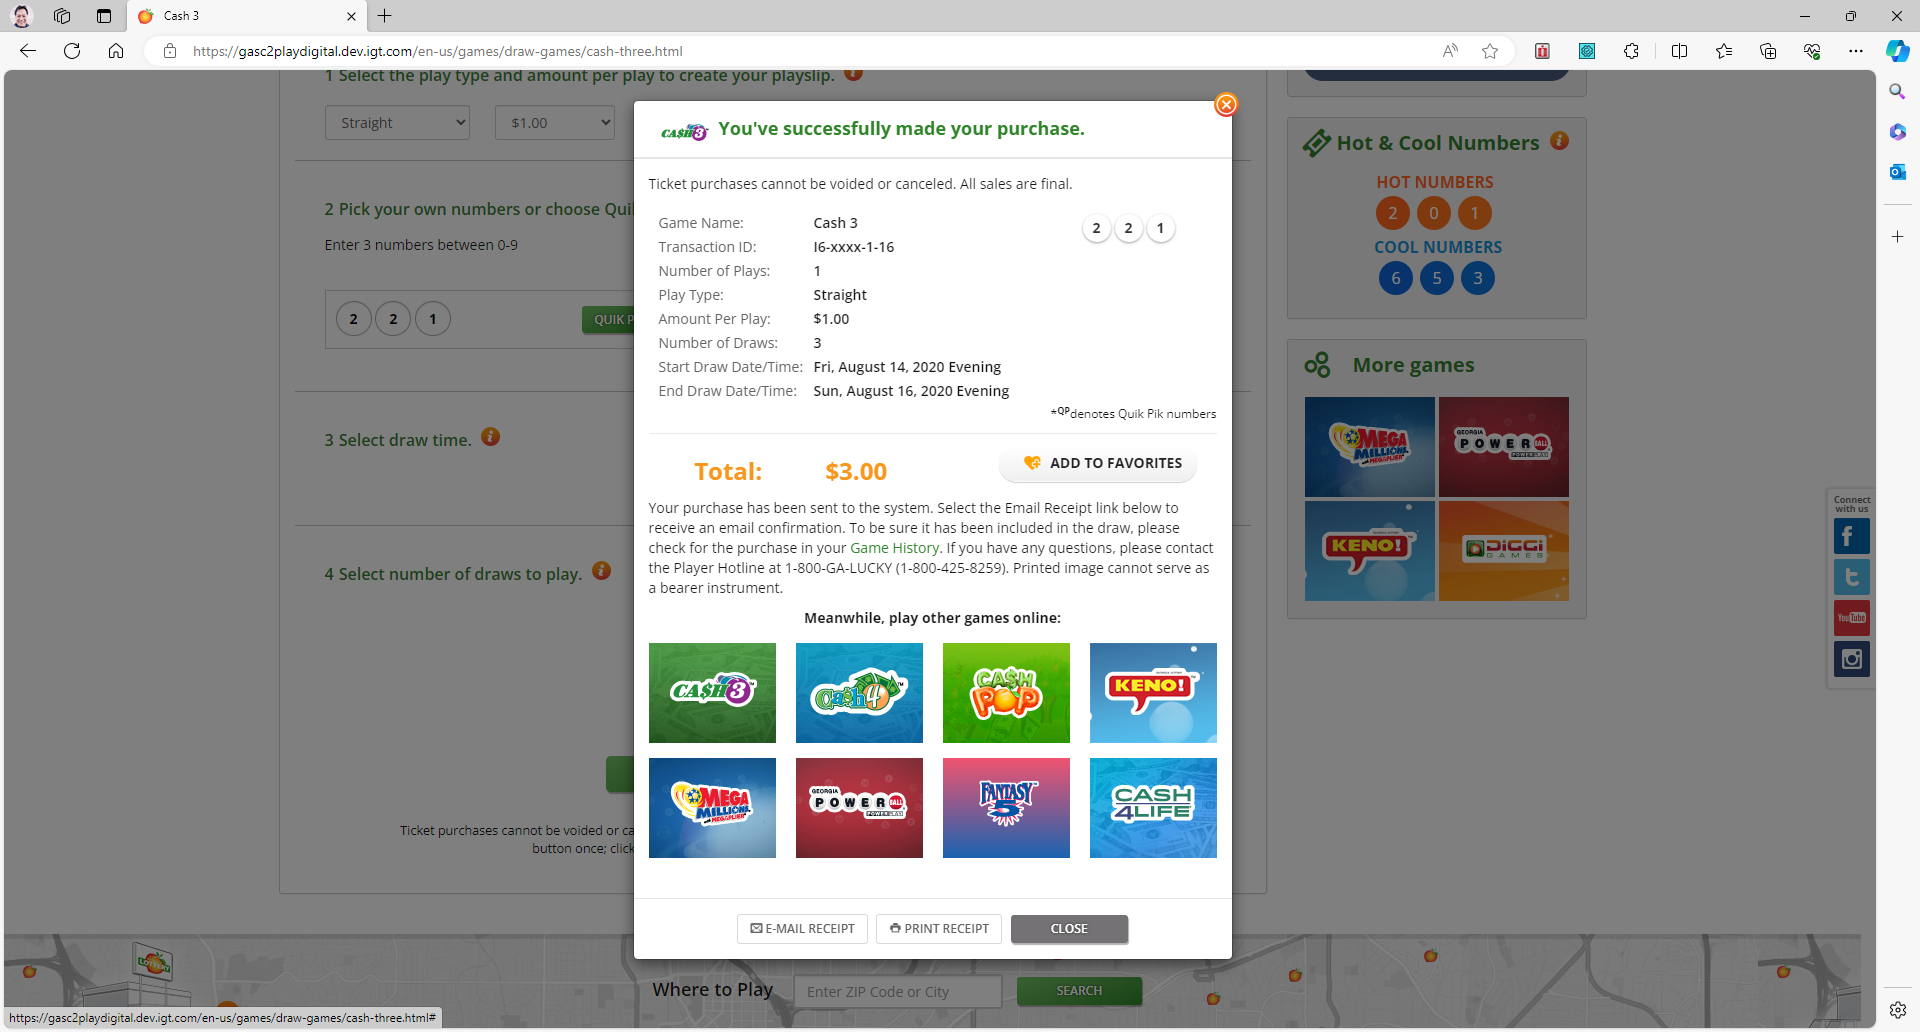 Cash 3
https://gasc2playdigital.dev.igt.com/en-us/games/draw-games/cash-three.html
1 Select the play type and amount per play to create your playslip.
Straight
$1.00
2 Pick your own numbers or choose Qui
Enter 3 numbers between 0-9
2 2 1
QUIK P
3 Select draw time.
4 Select number of draws to play.
Ticket purchases cannot be voided or ca
button once; click
CA$H 3
You've successfully made your purchase.
Ticket purchases cannot be voided or canceled. All sales are final.
Game Name: Cash 3
2 2 1
Transaction ID: I6-xxxx-1-16
Number of Plays: 1
Play Type: Straight
Amount Per Play: $1.00
Number of Draws: 3
Start Draw Date/Time: Fri, August 14, 2020 Evening
End Draw Date/Time: Sun, August 16, 2020 Evening
*QPdenotes Quik Pik numbers
Total: $3.00
ADD TO FAVORITES
Your purchase has been sent to the system. Select the Email Receipt link below to
receive an email confirmation. To be sure it has been included in the draw, please
check for the purchase in your Game History. If you have any questions, please contact
the Player Hotline at 1-800-GA-LUCKY (1-800-425-8259). Printed image cannot serve as
a bearer instrument.
Meanwhile, play other games online:
CA$H 3
Ca$h 4
CA$H POP
KENO!
MEGA MILLIONS MEGAPLIER
GEORGIA POWERBALL POWER PLAY
FANTASY 5
CASH 4 LIFE
E-MAIL RECEIPT
PRINT RECEIPT
CLOSE
Hot & Cool Numbers
HOT NUMBERS
2 0 1
COOL NUMBERS
6 5 3
More games
MEGA MILLIONS MEGAPLIER
GEORGIA POWERBALL POWER PLAY
KENO!
DiGGi GAMES
Connect
with us
YouTube
LOTTERY
Where to Play
Enter ZIP Code or City
SEARCH
https://gasc2playdigital.dev.igt.com/en-us/games/draw-games/cash-three.html#